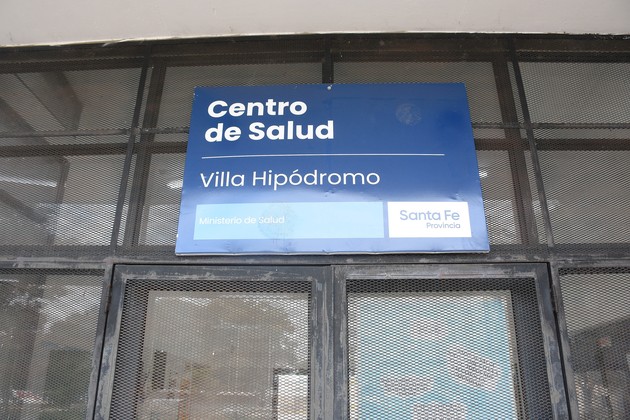 Centro
de Salud
Villa Hipódromo
Ministerio de Salud
Santa Fe
Provincia